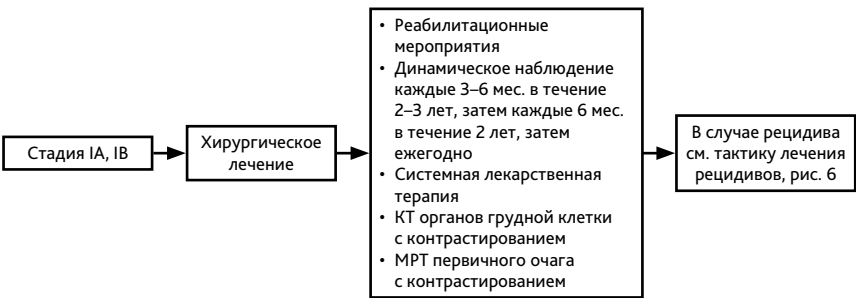 Стадия IA, IB
Хирургическое
лечение
• Реабилитационные
мероприятия
• Динамическое наблюдение
каждые 3–6 мес. в течение
2–3 лет, затем каждые 6 мес.
в течение 2 лет, затем
ежегодно
• Системная лекарственная
терапия
• КТ органов грудной клетки
с контрастированием
• МРТ первичного очага
с контрастированием
В случае рецидива
см. тактику лечения
рецидивов, рис. 6